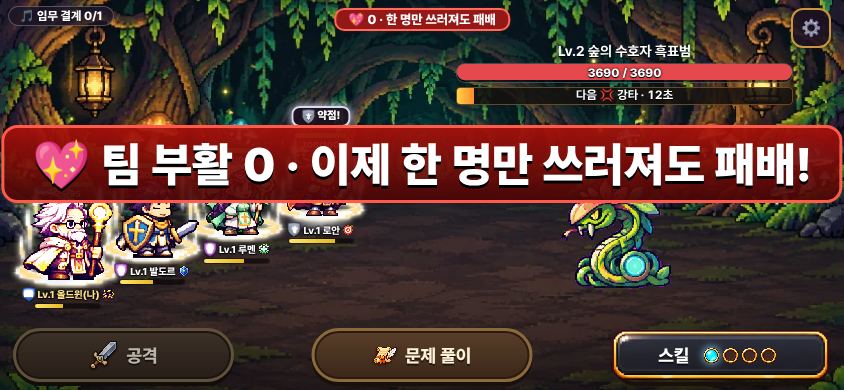 임무 결계 0/1
0 · 한 명만 쓰러져도 패배
Lv.2 숲의 수호자 흑표범
3690 / 3690
다음 강타 · 12초
약점!
팀 부활 0 · 이제 한 명만 쓰러져도 패배!
Lv.1 로안
Lv.1 루멘
Lv.1 발도르
Lv.1 올드윈(나)
공격
문제 풀이
스킬